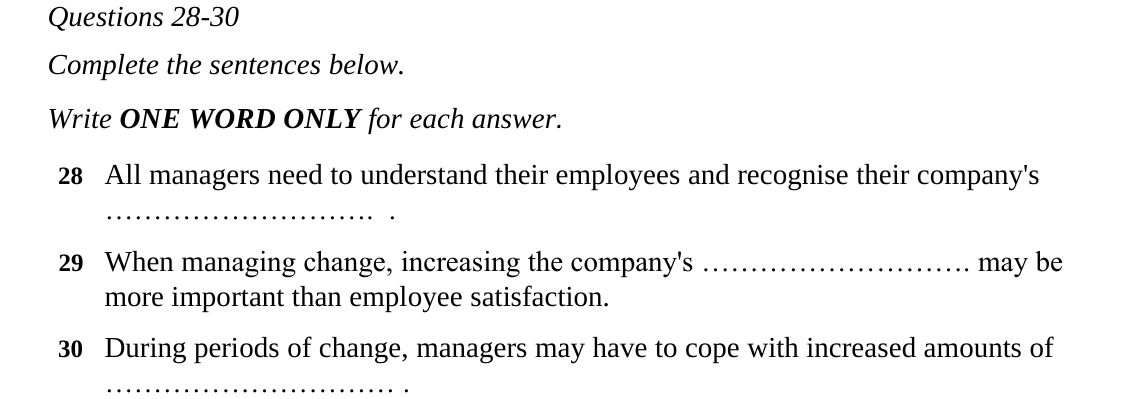 Questions 28-30
Complete the sentences below.
Write ONE WORD ONLY for each answer.
28 All managers need to understand their employees and recognise their company's
………………………. .
29 When managing change, increasing the company's ………………………. may be
more important than employee satisfaction.
30 During periods of change, managers may have to cope with increased amounts of
………………………… .